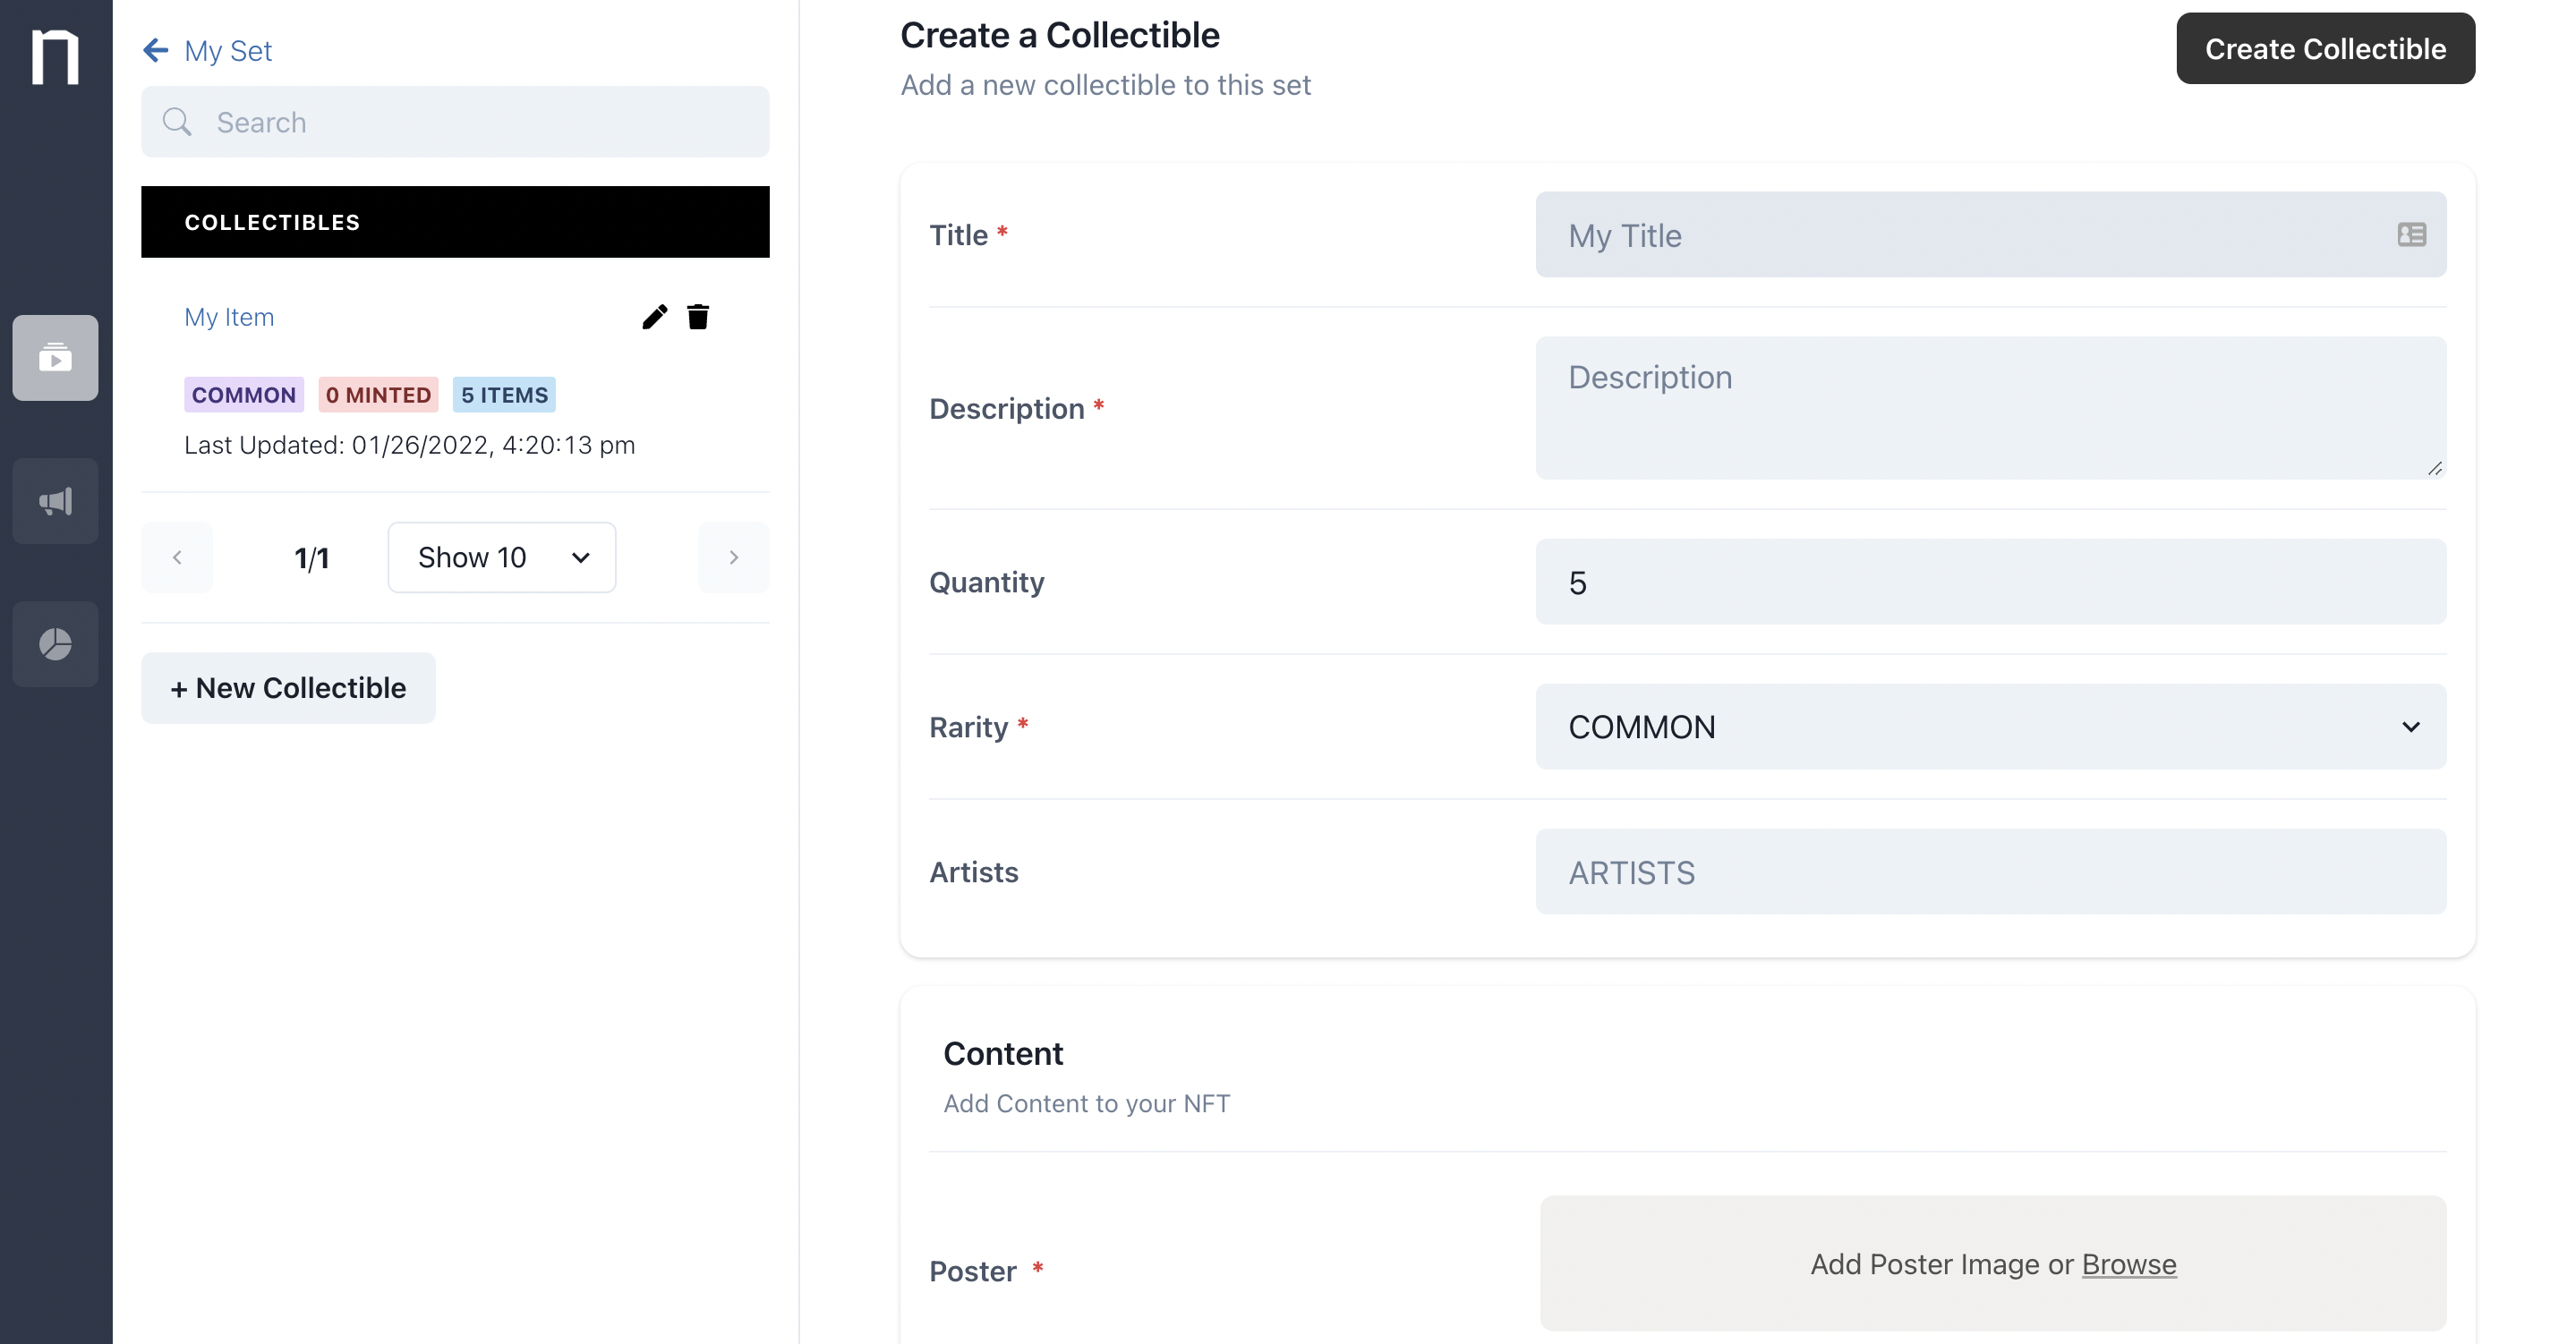 n
My Set
Search
COLLECTIBLES
My Item
COMMON 0 MINTED 5 ITEMS
Last Updated: 01/26/2022, 4:20:13 pm
1/1 Show 10
+ New Collectible
Create a Collectible
Add a new collectible to this set
Create Collectible
Title *
My Title
Description *
Description
Quantity
5
Rarity *
COMMON
Artists
ARTISTS
Content
Add Content to your NFT
Poster *
Add Poster Image or Browse